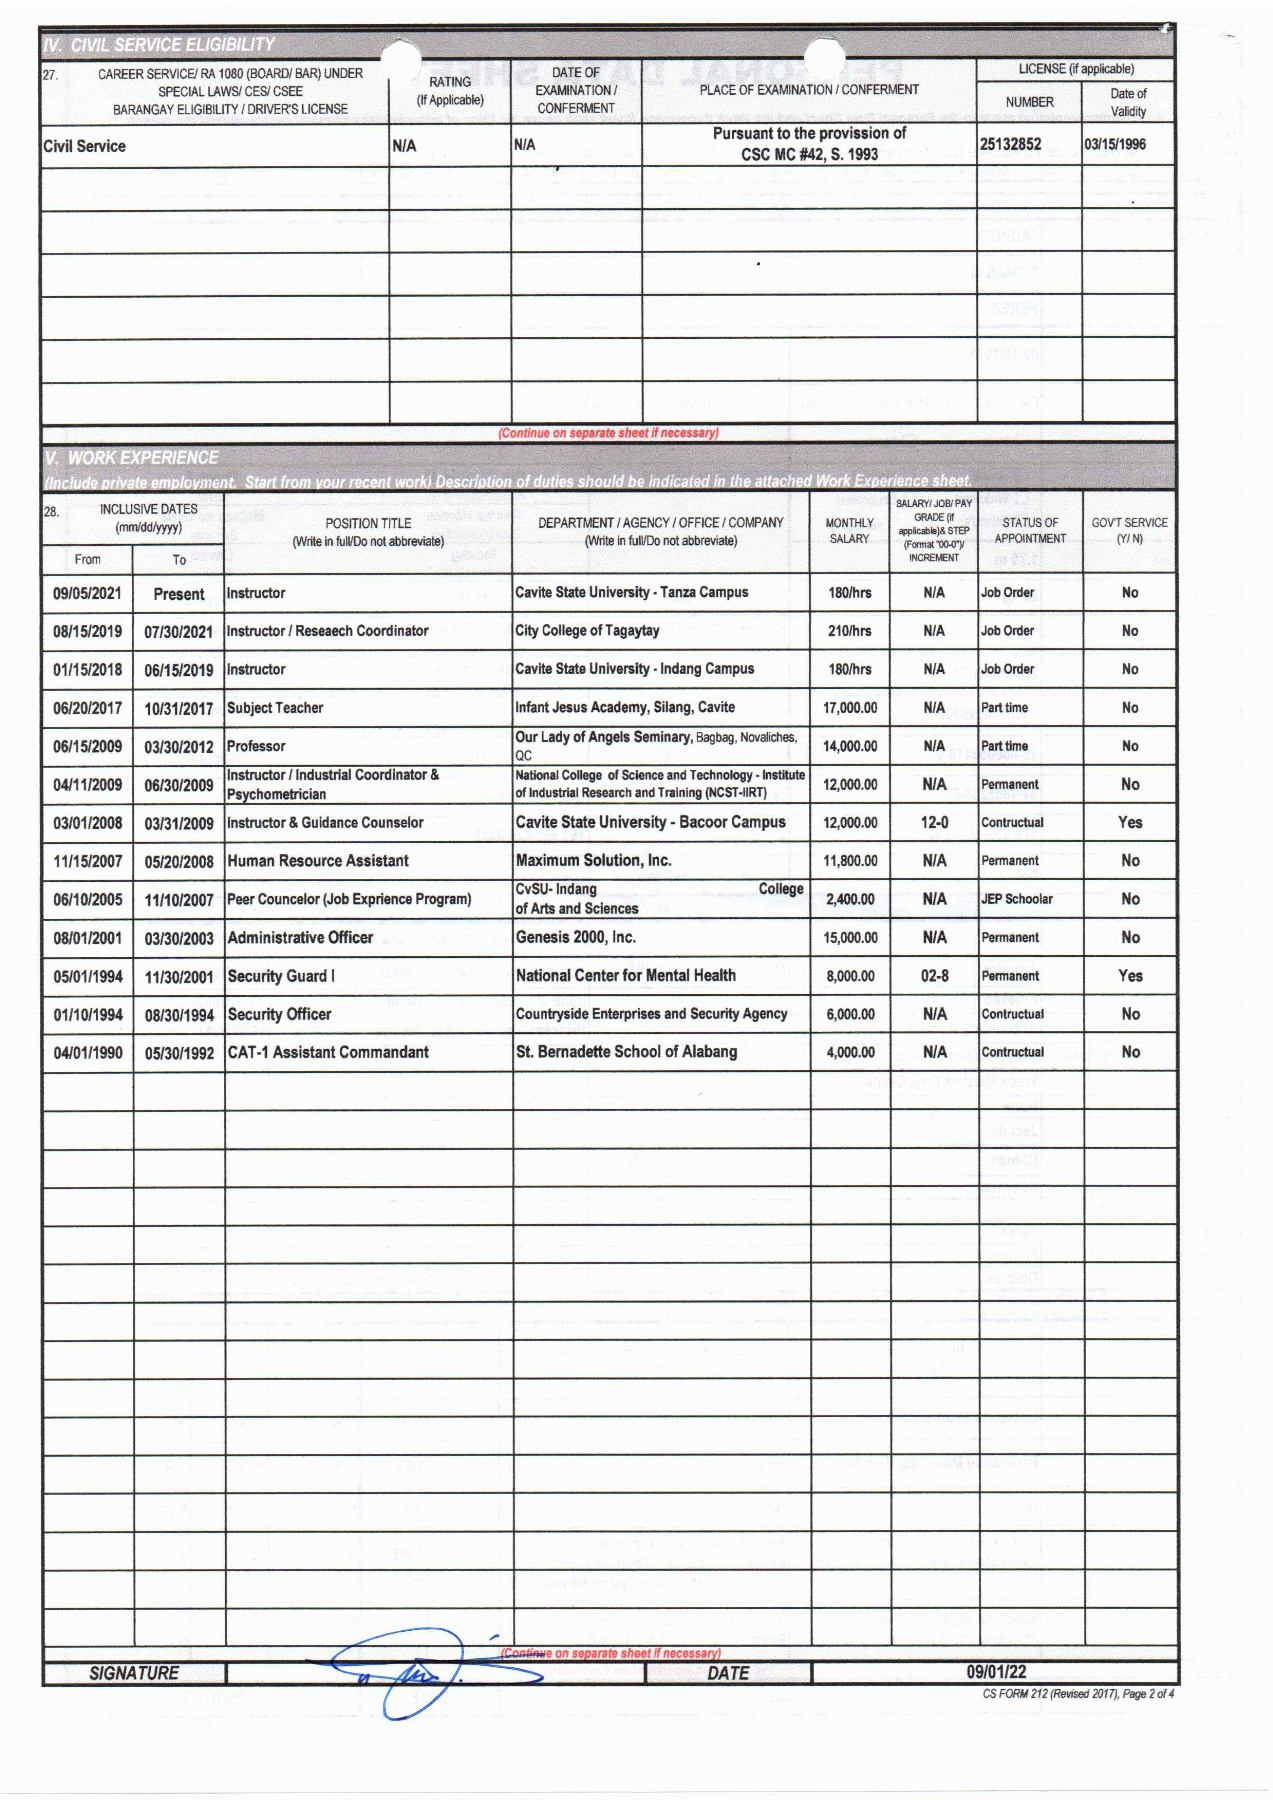 IV. CIVIL SERVICE ELIGIBILITY
27. CAREER SERVICE/ RA 1080 (BOARD/ BAR) UNDER
SPECIAL LAWS/ CES/ CSEE
BARANGAY ELIGIBILITY / DRIVER'S LICENSE
RATING
(If Applicable)
DATE OF
EXAMINATION /
CONFERMENT
PLACE OF EXAMINATION / CONFERMENT
LICENSE (if applicable)
NUMBER
Date of
Validity
Civil Service N/A N/A Pursuant to the provission of
CSC MC #42, S. 1993 25132852 03/15/1996
(Continue on separate sheet if necessary)
V. WORK EXPERIENCE
(Include private employment. Start from your recent work) Description of duties should be indicated in the attached Work Experience sheet.
28. INCLUSIVE DATES
(mm/dd/yyyy)
From To
POSITION TITLE
(Write in full/Do not abbreviate)
DEPARTMENT / AGENCY / OFFICE / COMPANY
(Write in full/Do not abbreviate)
MONTHLY
SALARY
SALARY/ JOB/ PAY
GRADE (if
applicable)& STEP
(Format "00-0")/
INCREMENT
STATUS OF
APPOINTMENT
GOV'T SERVICE
(Y/ N)
09/05/2021 Present Instructor Cavite State University - Tanza Campus 180/hrs N/A Job Order No
08/15/2019 07/30/2021 Instructor / Reseaech Coordinator City College of Tagaytay 210/hrs N/A Job Order No
01/15/2018 06/15/2019 Instructor Cavite State University - Indang Campus 180/hrs N/A Job Order No
06/20/2017 10/31/2017 Subject Teacher Infant Jesus Academy, Silang, Cavite 17,000.00 N/A Part time No
06/15/2009 03/30/2012 Professor Our Lady of Angels Seminary, Bagbag, Novaliches,
QC 14,000.00 N/A Part time No
04/11/2009 06/30/2009 Instructor / Industrial Coordinator &
Psychometrician National College of Science and Technology - Institute
of Industrial Research and Training (NCST-IIRT) 12,000.00 N/A Permanent No
03/01/2008 03/31/2009 Instructor & Guidance Counselor Cavite State University - Bacoor Campus 12,000.00 12-0 Contructual Yes
11/15/2007 05/20/2008 Human Resource Assistant Maximum Solution, Inc. 11,800.00 N/A Permanent No
06/10/2005 11/10/2007 Peer Councelor (Job Exprience Program) CvSU- Indang College
of Arts and Sciences 2,400.00 N/A JEP Schoolar No
08/01/2001 03/30/2003 Administrative Officer Genesis 2000, Inc. 15,000.00 N/A Permanent No
05/01/1994 11/30/2001 Security Guard I National Center for Mental Health 8,000.00 02-8 Permanent Yes
01/10/1994 08/30/1994 Security Officer Countryside Enterprises and Security Agency 6,000.00 N/A Contructual No
04/01/1990 05/30/1992 CAT-1 Assistant Commandant St. Bernadette School of Alabang 4,000.00 N/A Contructual No
(Continue on separate sheet if necessary)
SIGNATURE DATE 09/01/22
CS FORM 212 (Revised 2017), Page 2 of 4